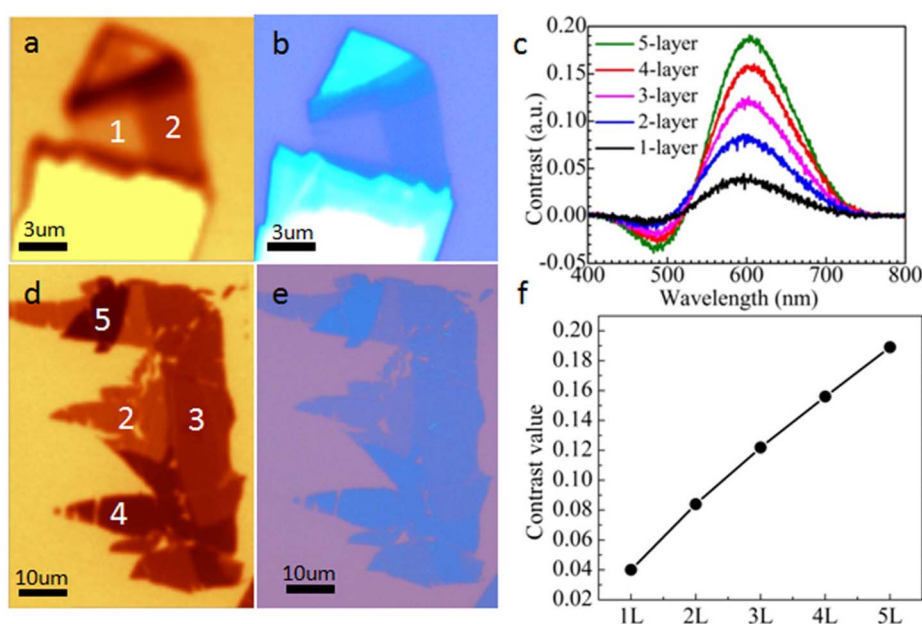 a
1
2
3um
b
3um
c
5-layer
4-layer
3-layer
2-layer
1-layer
0.20
0.15
0.10
0.05
0.00
-0.05
400 500 600 700 800
Wavelength (nm)
Contrast (a.u.)
d
5
2
3
4
10um
e
10um
f
0.20
0.18
0.16
0.14
0.12
0.10
0.08
0.06
0.04
0.02
1L 2L 3L 4L 5L
Contrast value